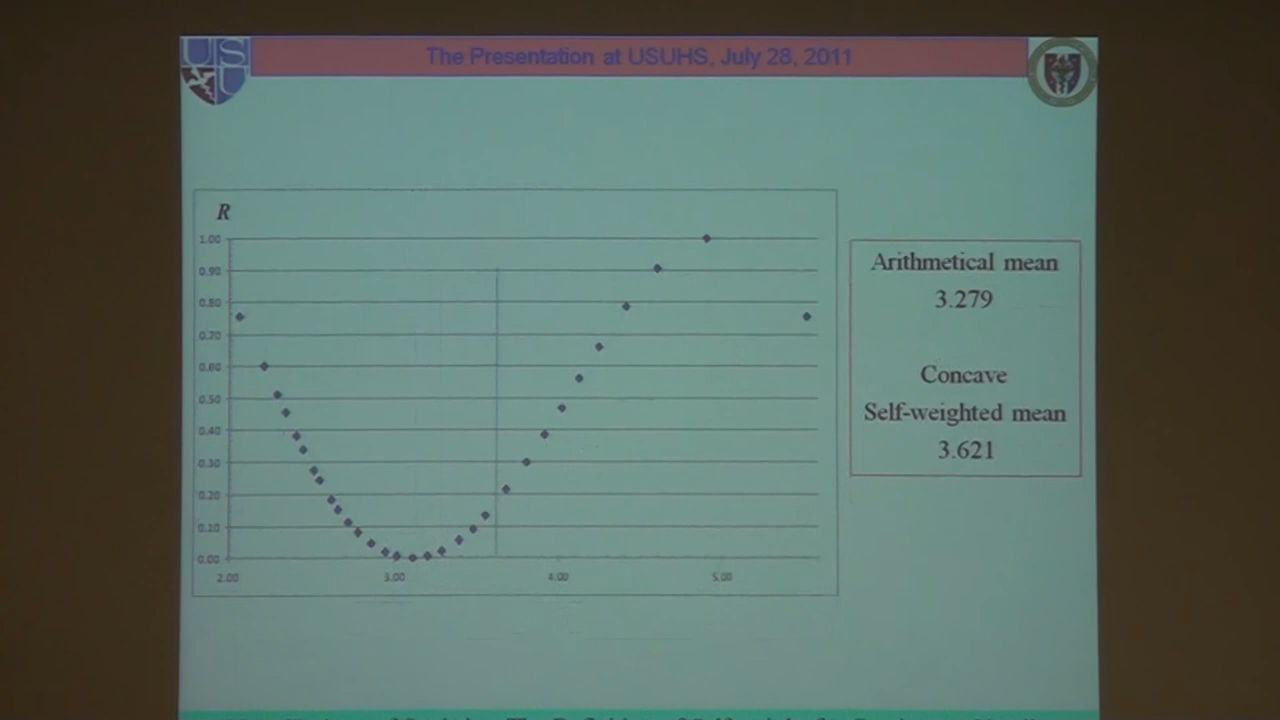 The Presentation at USUHS, July 28, 2011
USU
R
1.00
0.90
0.80
0.70
0.60
0.50
0.40
0.30
0.20
0.10
0.00
2.00 3.00 4.00 5.00
Arithmetical mean
3.279
Concave
Self-weighted mean
3.621